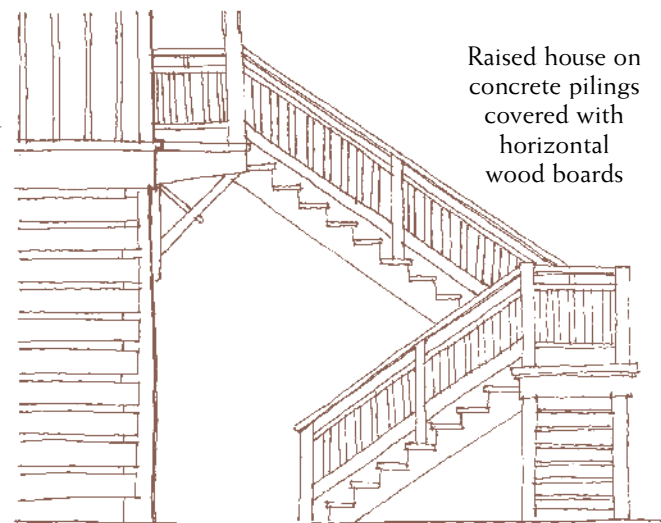 Raised house on
concrete pilings
covered with
horizontal
wood boards